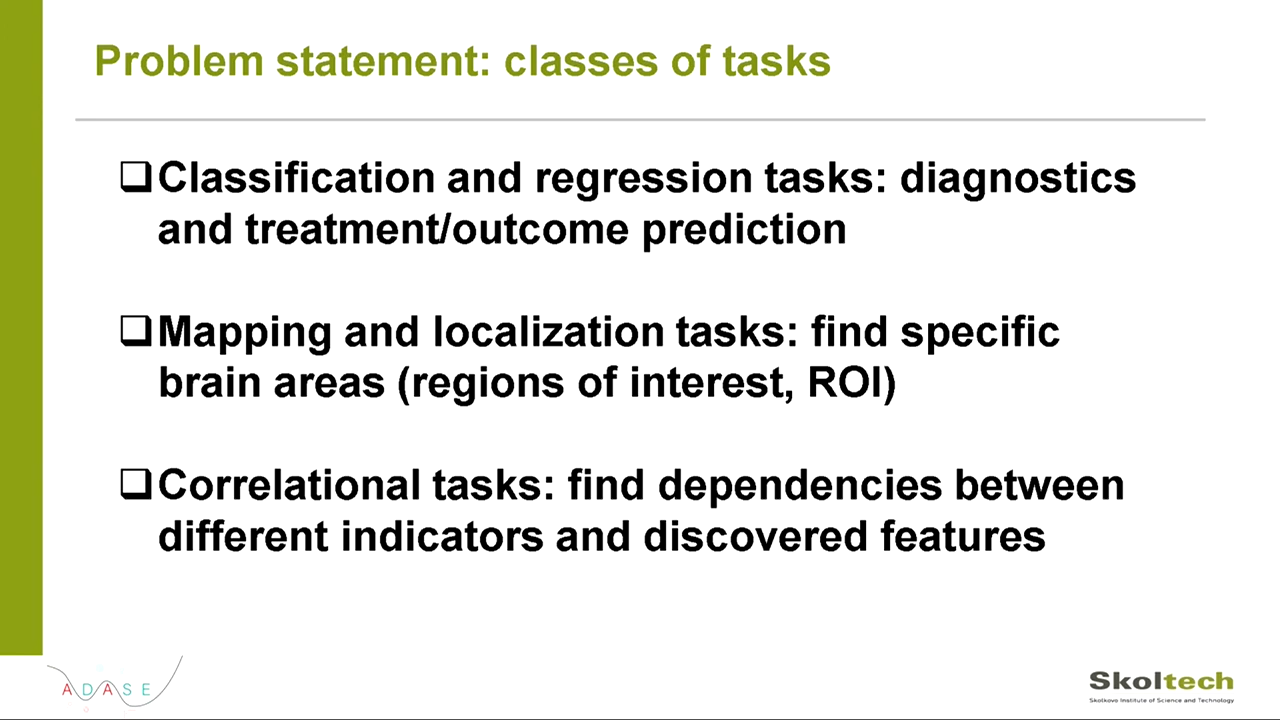 Problem statement: classes of tasks
Classification and regression tasks: diagnostics
and treatment/outcome prediction
Mapping and localization tasks: find specific
brain areas (regions of interest, ROI)
Correlational tasks: find dependencies between
different indicators and discovered features
ADASE
Skoltech
Skolkovo Institute of Science and Technology